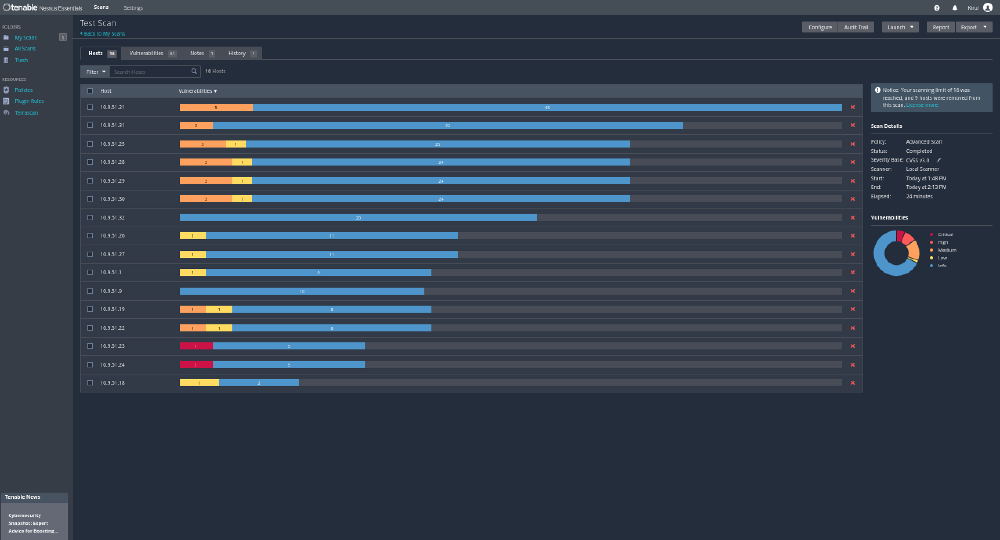 tenable Nessus Essentials
Scans
Settings
Kirui
FOLDERS
My Scans 1
All Scans
Trash
RESOURCES
Policies
Plugin Rules
Terrascan
Tenable News
Cybersecurity
Snapshot: Expert
Advice for Boosting...
Test Scan
Back to My Scans
Configure
Audit Trail
Launch
Report
Export
Hosts 16
Vulnerabilities 61
Notes 1
History 1
Filter
Search Hosts
16 Hosts
Host Vulnerabilities
10.9.51.21 5 43
10.9.51.31 2 32
10.9.51.25 3 1 25
10.9.51.28 3 1 24
10.9.51.29 3 1 24
10.9.51.30 3 1 24
10.9.51.32 20
10.9.51.26 1 11
10.9.51.27 1 11
10.9.51.1 1 9
10.9.51.9 10
10.9.51.19 1 1 8
10.9.51.22 1 1 8
10.9.51.23 1 5
10.9.51.24 1 5
10.9.51.18 1 2
Notice: Your scanning limit of 16 was
reached, and 9 hosts were removed from
this scan. License more.
Scan Details
Policy: Advanced Scan
Status: Completed
Severity Base: CVSS v3.0
Scanner: Local Scanner
Start: Today at 1:48 PM
End: Today at 2:13 PM
Elapsed: 24 minutes
Vulnerabilities
Critical
High
Medium
Low
Info